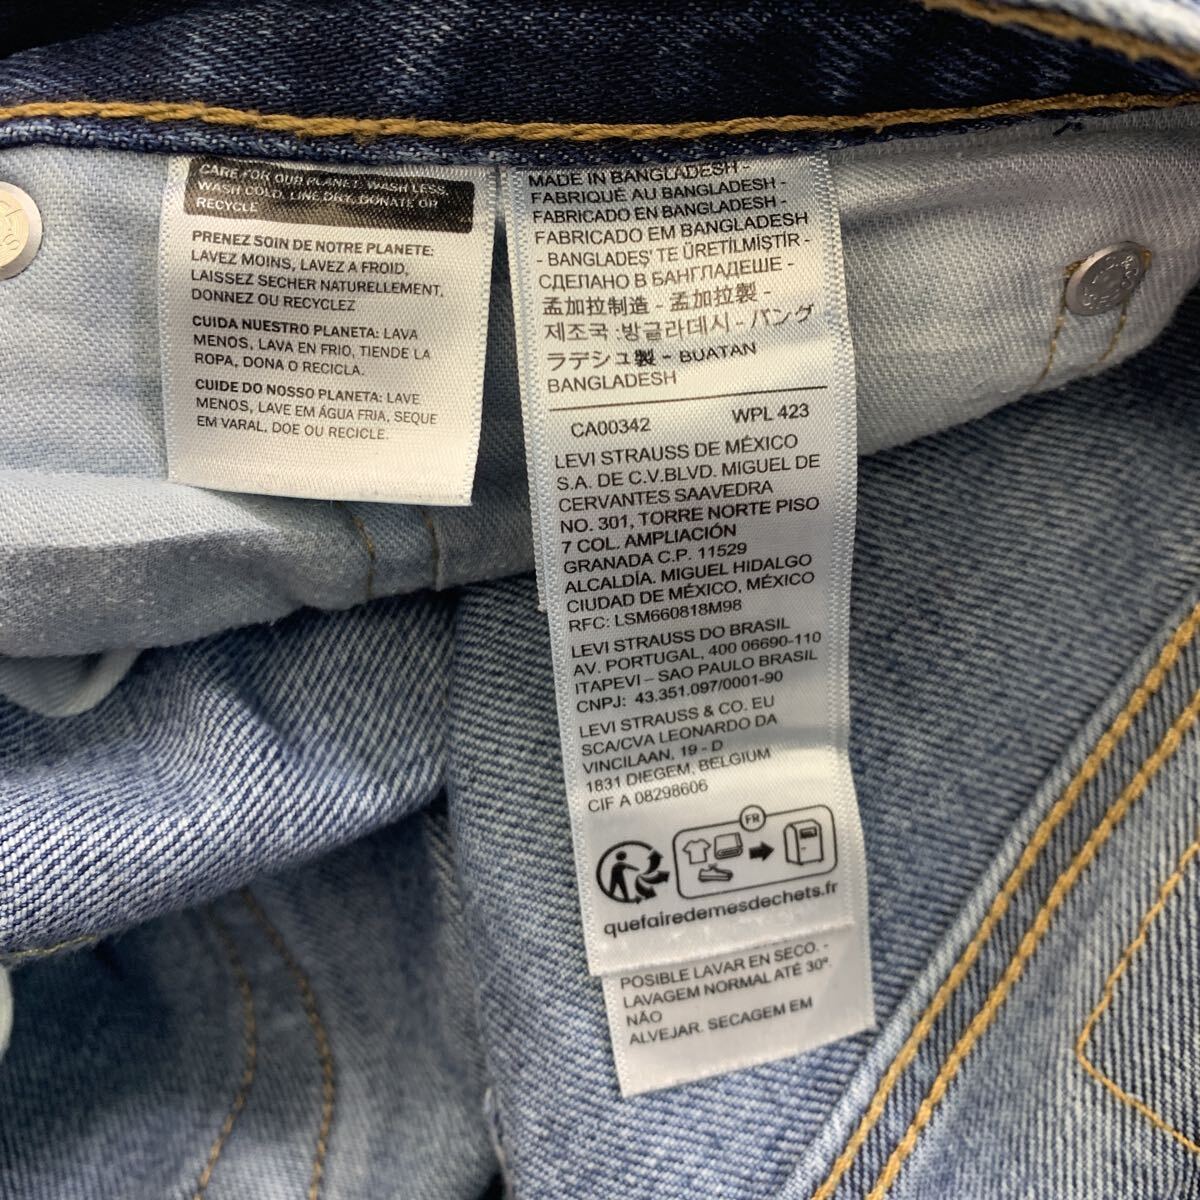 CARE FOR OUR PLANET: WASH LESS,
WASH COLD, LINE DRY, DONATE OR
RECYCLE
PRENEZ SOIN DE NOTRE PLANETE:
LAVEZ MOINS, LAVEZ A FROID,
LAISSEZ SECHER NATURELLEMENT,
DONNEZ OU RECYCLEZ
CUIDA NUESTRO PLANETA: LAVA
MENOS, LAVA EN FRIO, TIENDE LA
ROPA, DONA O RECICLA.
CUIDE DO NOSSO PLANETA: LAVE
MENOS, LAVE EM ÁGUA FRIA, SEQUE
EM VARAL, DOE OU RECICLE.
MADE IN BANGLADESH -
FABRIQUÉ AU BANGLADESH -
FABRICADO EN BANGLADESH -
FABRICADO EM BANGLADESH
- BANGLADEŞ' TE ÜRETİLMİŞTİR -
СДЕЛАНО В БАНГЛАДЕШЕ -
孟加拉制造 - 孟加拉製 -
제조국 :방글라데시 - バング
ラデシュ製 - BUATAN
BANGLADESH
CA00342 WPL 423
LEVI STRAUSS DE MÉXICO
S.A. DE C.V.BLVD. MIGUEL DE
CERVANTES SAAVEDRA
NO. 301, TORRE NORTE PISO
7 COL. AMPLIACIÓN
GRANADA C.P. 11529
ALCALDÍA. MIGUEL HIDALGO
CIUDAD DE MÉXICO, MÉXICO
RFC: LSM660818M98
LEVI STRAUSS DO BRASIL
AV. PORTUGAL, 400 06690-110
ITAPEVI – SAO PAULO BRASIL
CNPJ: 43.351.097/0001-90
LEVI STRAUSS & CO. EU
SCA/CVA LEONARDO DA
VINCILAAN, 19 - D
1831 DIEGEM, BELGIUM
CIF A 08298606
FR
quefairedemesdechets.fr
POSIBLE LAVAR EN SECO. -
LAVAGEM NORMAL ATÉ 30º.
NÃO
ALVEJAR. SECAGEM EM